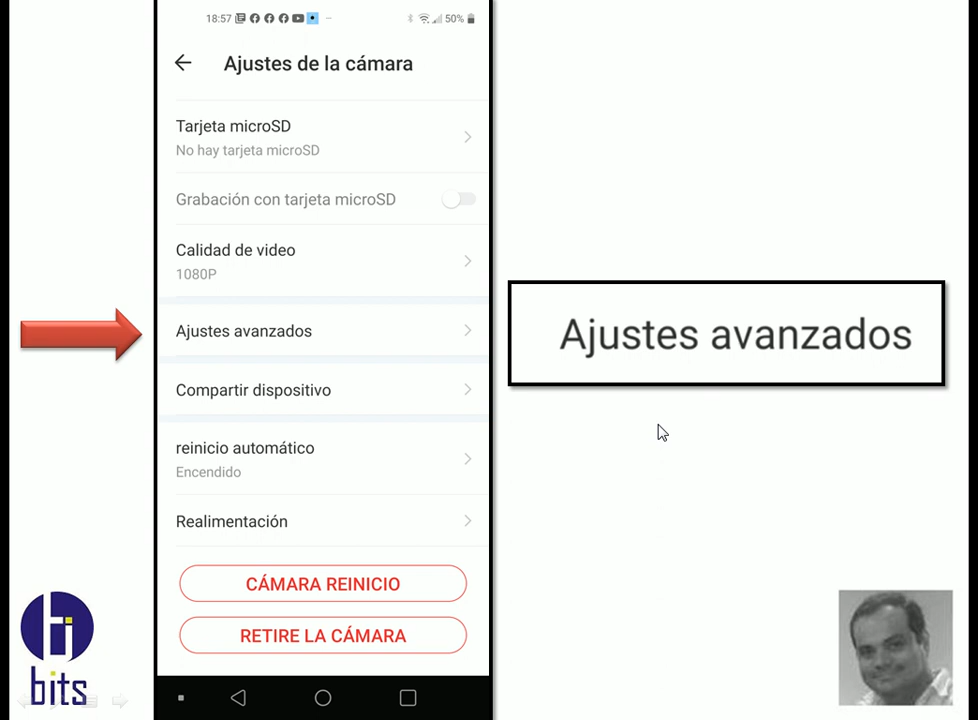 18:57
50%
Ajustes de la cámara
Tarjeta microSD
No hay tarjeta microSD
Grabación con tarjeta microSD
Calidad de video
1080P
Ajustes avanzados
Ajustes avanzados
Compartir dispositivo
reinicio automático
Encendido
Realimentación
CÁMARA REINICIO
RETIRE LA CÁMARA
bits